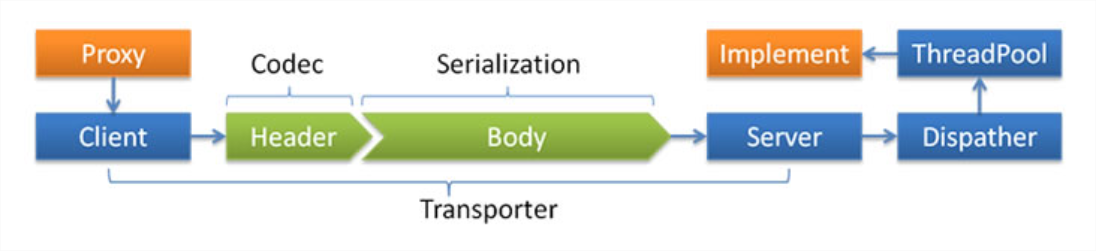 Proxy
Codec
Serialization
Implement
ThreadPool
Client
Header
Body
Server
Dispather
Transporter